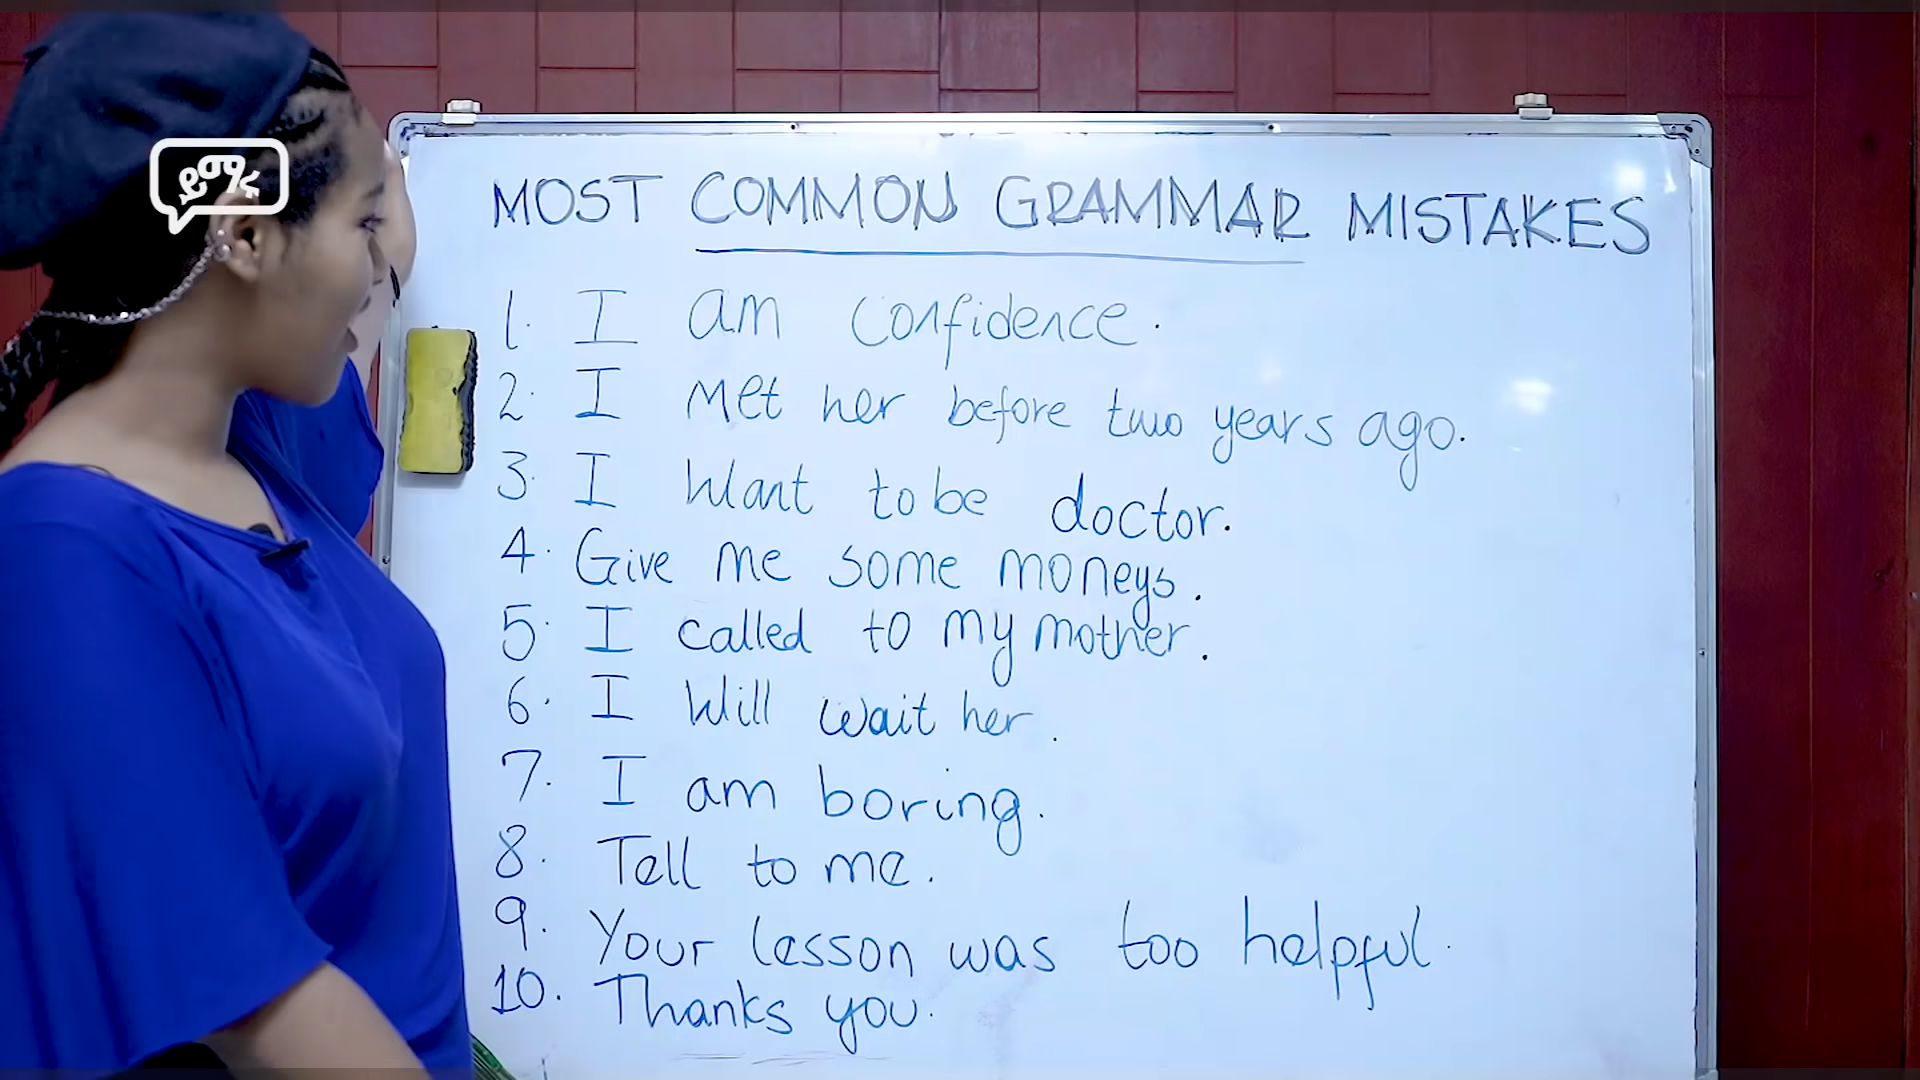 ይማሩ
MOST COMMON GRAMMAR MISTAKES
1. I am confidence.
2. I met her before two years ago.
3. I want to be doctor.
4. Give me some moneys.
5. I called to my mother.
6. I will wait her.
7. I am boring.
8. Tell to me.
9. Your lesson was too helpful.
10. Thanks you.